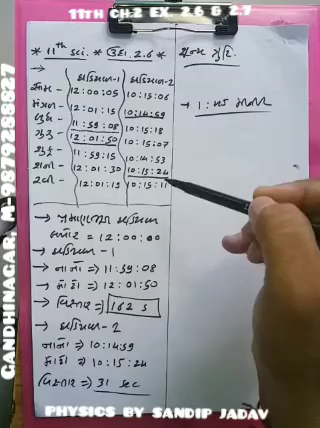 11TH CH.2 EX. 2.6 & 2.7
* 11th sci. * ઉદા. 2.6 *
શૂન્ય ત્રુટિ.
→ ઘડિયાળ-1 ઘડિયાળ-2
સોમ- 12:00:05 10:15:06
મંગળ- 12:01:15 10:14:59
બુધ- 11:59:08 10:15:18
ગુરુ- 12:01:50 10:15:07
શુક્ર- 11:59:15 10:14:53
શનિ- 12:01:30 10:15:24
રવિ- 12:01:19 10:15:11
→ 1:
→ ઘડિયાળ
= 12:00:00
→ ઘડિયાળ-1
→ નાનો ⇒ 11:59:08
→ મોટો ⇒ 12:01:50
→ વિસ્તાર ⇒ 162 s
→ ઘડિયાળ-2
નાનો ⇒ 10:14:59
મોટો ⇒ 10:15:24
વિસ્તાર ⇒ 31 sec
GANDHINAGAR. M-9879288827
PHYSICS BY SANDIP JADAV